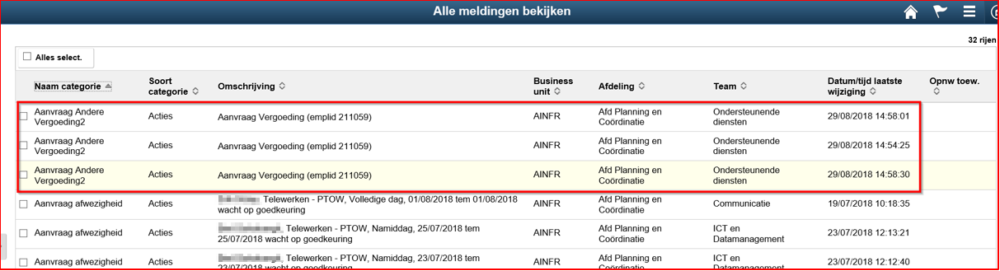 Alle meldingen bekijken
32 rijen
Alles select.
Naam categorie Soort categorie Omschrijving Business unit Afdeling Team Datum/tijd laatste wijziging Opnw toew.
Aanvraag Andere Vergoeding2 Acties Aanvraag Vergoeding (emplid 211059) AINFR Afd Planning en Coördinatie Ondersteunende diensten 29/08/2018 14:58:01
Aanvraag Andere Vergoeding2 Acties Aanvraag Vergoeding (emplid 211059) AINFR Afd Planning en Coördinatie Ondersteunende diensten 29/08/2018 14:54:25
Aanvraag Andere Vergoeding2 Acties Aanvraag Vergoeding (emplid 211059) AINFR Afd Planning en Coördinatie Ondersteunende diensten 29/08/2018 14:58:30
Aanvraag afwezigheid Acties Telewerken - PTOW, Volledige dag, 01/08/2018 tem 01/08/2018 wacht op goedkeuring AINFR Afd Planning en Coördinatie Communicatie 19/07/2018 10:18:35
Aanvraag afwezigheid Acties , Telewerken - PTOW, Namiddag, 25/07/2018 tem 25/07/2018 wacht op goedkeuring AINFR Afd Planning en Coördinatie ICT en Datamanagement 23/07/2018 12:13:21
Aanvraag afwezigheid Acties , Telewerken - PTOW, Namiddag, 23/07/2018 tem 23/07/2018 wacht op goedkeuring AINFR Afd Planning en Coördinatie ICT en Datamanagement 23/07/2018 12:12:40